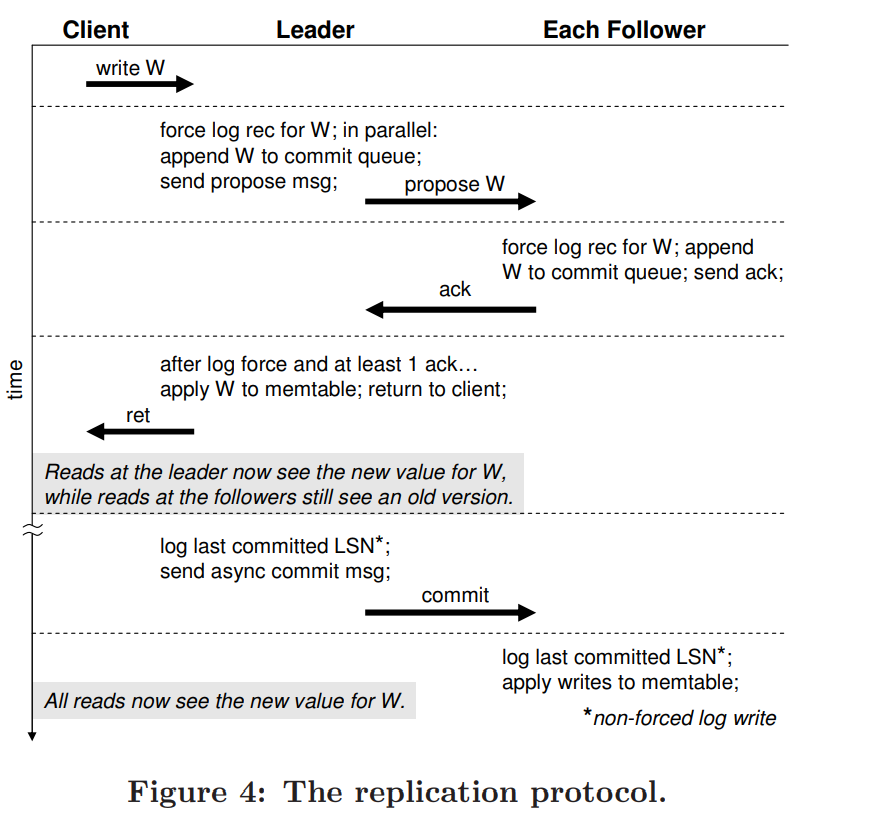 Client Leader Each Follower
write W
force log rec for W; in parallel:
append W to commit queue;
send propose msg;
propose W
force log rec for W; append
W to commit queue; send ack;
ack
time
after log force and at least 1 ack…
apply W to memtable; return to client;
ret
Reads at the leader now see the new value for W,
while reads at the followers still see an old version.
log last committed LSN*;
send async commit msg;
commit
log last committed LSN*;
apply writes to memtable;
All reads now see the new value for W.
*non-forced log write
Figure 4: The replication protocol.